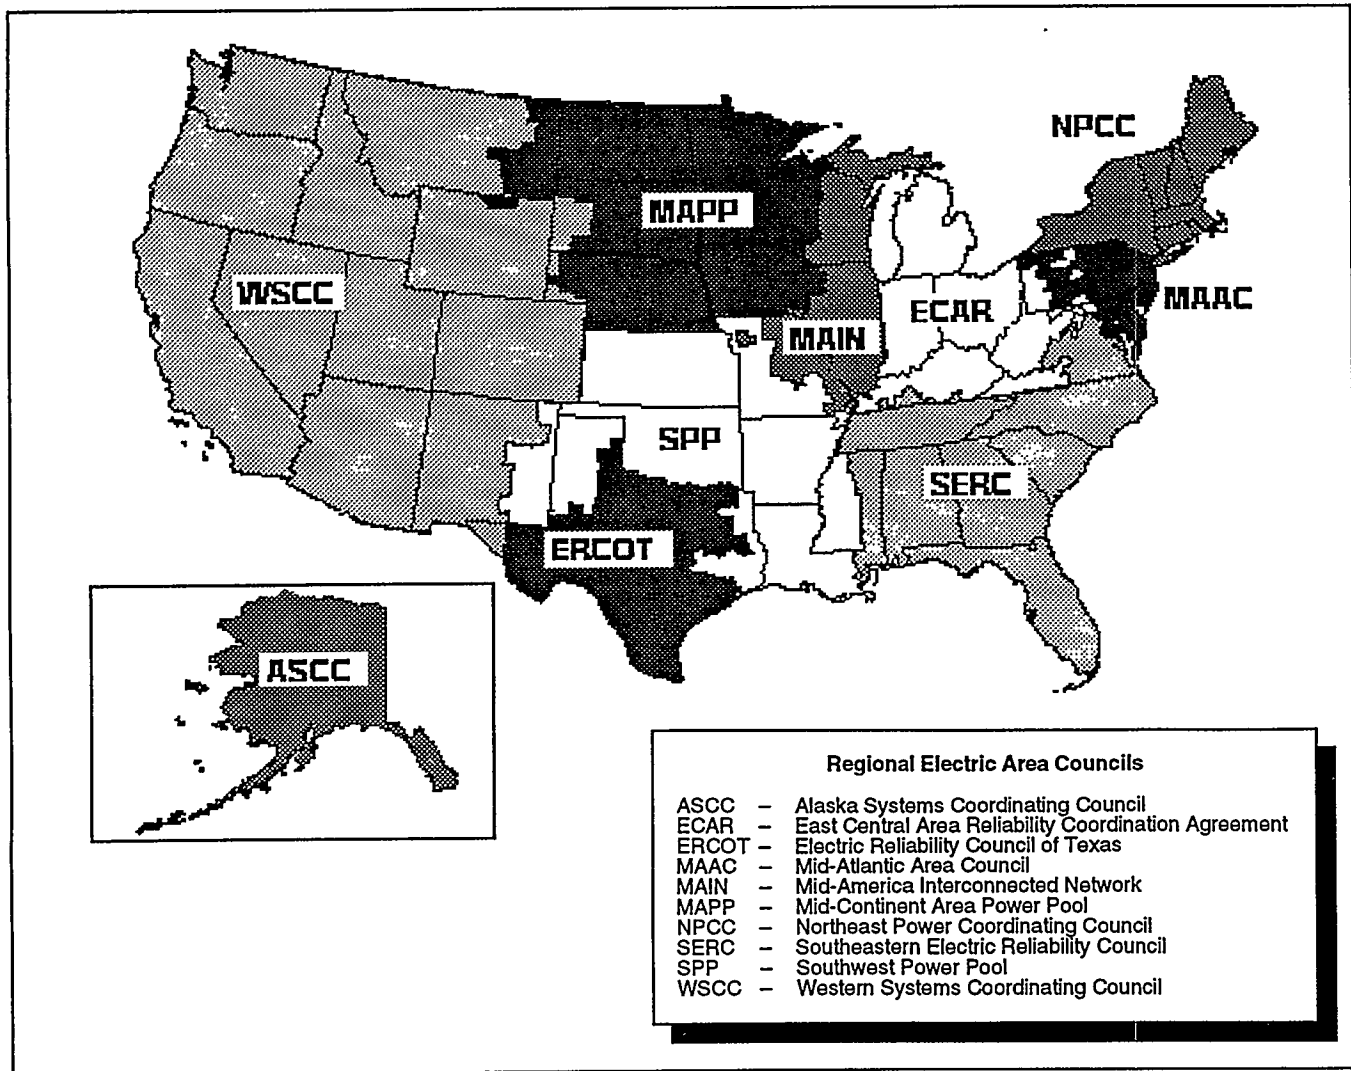 NPCC
MAPP
WSCC
MAAC
ECAR
MAIN
SPP
SERC
ERCOT
ASCC
Regional Electric Area Councils
ASCC – Alaska Systems Coordinating Council
ECAR – East Central Area Reliability Coordination Agreement
ERCOT – Electric Reliability Council of Texas
MAAC – Mid-Atlantic Area Council
MAIN – Mid-America Interconnected Network
MAPP – Mid-Continent Area Power Pool
NPCC – Northeast Power Coordinating Council
SERC – Southeastern Electric Reliability Council
SPP – Southwest Power Pool
WSCC – Western Systems Coordinating Council